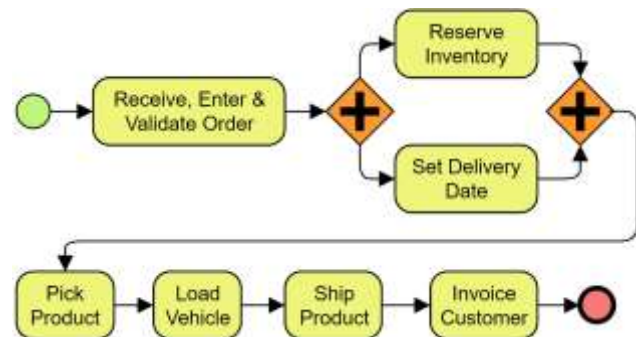 Receive, Enter &
Validate Order
Reserve
Inventory
Set Delivery
Date
Pick
Product
Load
Vehicle
Ship
Product
Invoice
Customer